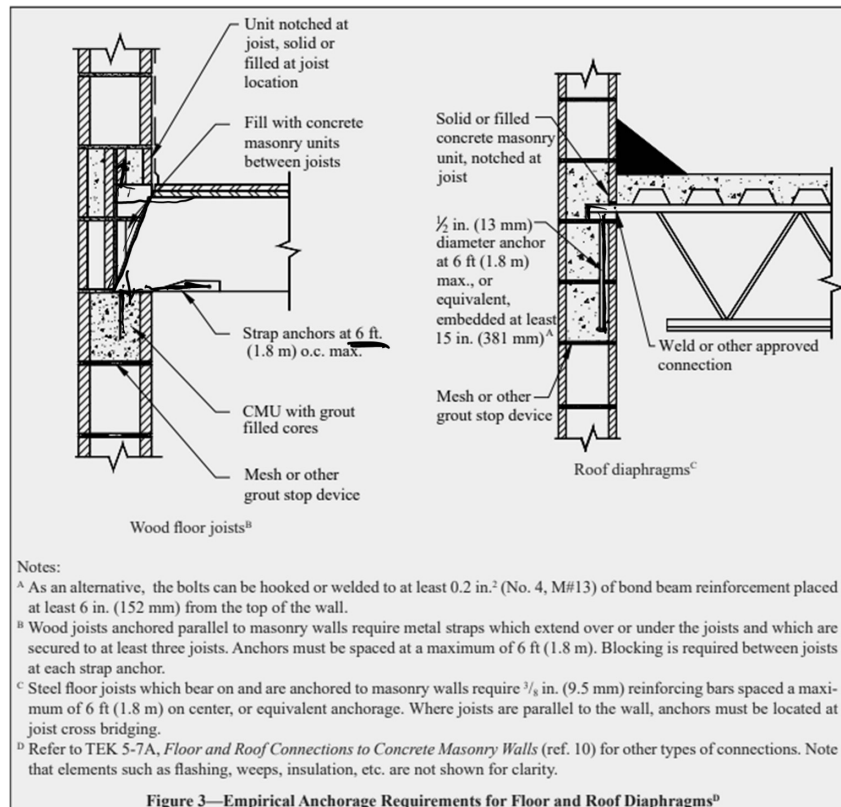 Unit notched at
joist, solid or
filled at joist
location
Fill with concrete
masonry units
between joists
Strap anchors at 6 ft.
(1.8 m) o.c. max.
CMU with grout
filled cores
Mesh or other
grout stop device
Wood floor joistsᴮ
Solid or filled
concrete masonry
unit, notched at
joist
½ in. (13 mm)
diameter anchor
at 6 ft (1.8 m)
max., or
equivalent,
embedded at least
15 in. (381 mm)ᴬ
Mesh or other
grout stop device
Weld or other approved
connection
Roof diaphragmsᶜ
Notes:
ᴬ As an alternative, the bolts can be hooked or welded to at least 0.2 in.² (No. 4, M#13) of bond beam reinforcement placed
at least 6 in. (152 mm) from the top of the wall.
ᴮ Wood joists anchored parallel to masonry walls require metal straps which extend over or under the joists and which are
secured to at least three joists. Anchors must be spaced at a maximum of 6 ft (1.8 m). Blocking is required between joists
at each strap anchor.
ᶜ Steel floor joists which bear on and are anchored to masonry walls require ³/₈ in. (9.5 mm) reinforcing bars spaced a maxi-
mum of 6 ft (1.8 m) on center, or equivalent anchorage. Where joists are parallel to the wall, anchors must be located at
joist cross bridging.
ᴰ Refer to TEK 5-7A, Floor and Roof Connections to Concrete Masonry Walls (ref. 10) for other types of connections. Note
that elements such as flashing, weeps, insulation, etc. are not shown for clarity.
Figure 3—Empirical Anchorage Requirements for Floor and Roof Diaphragmsᴰ